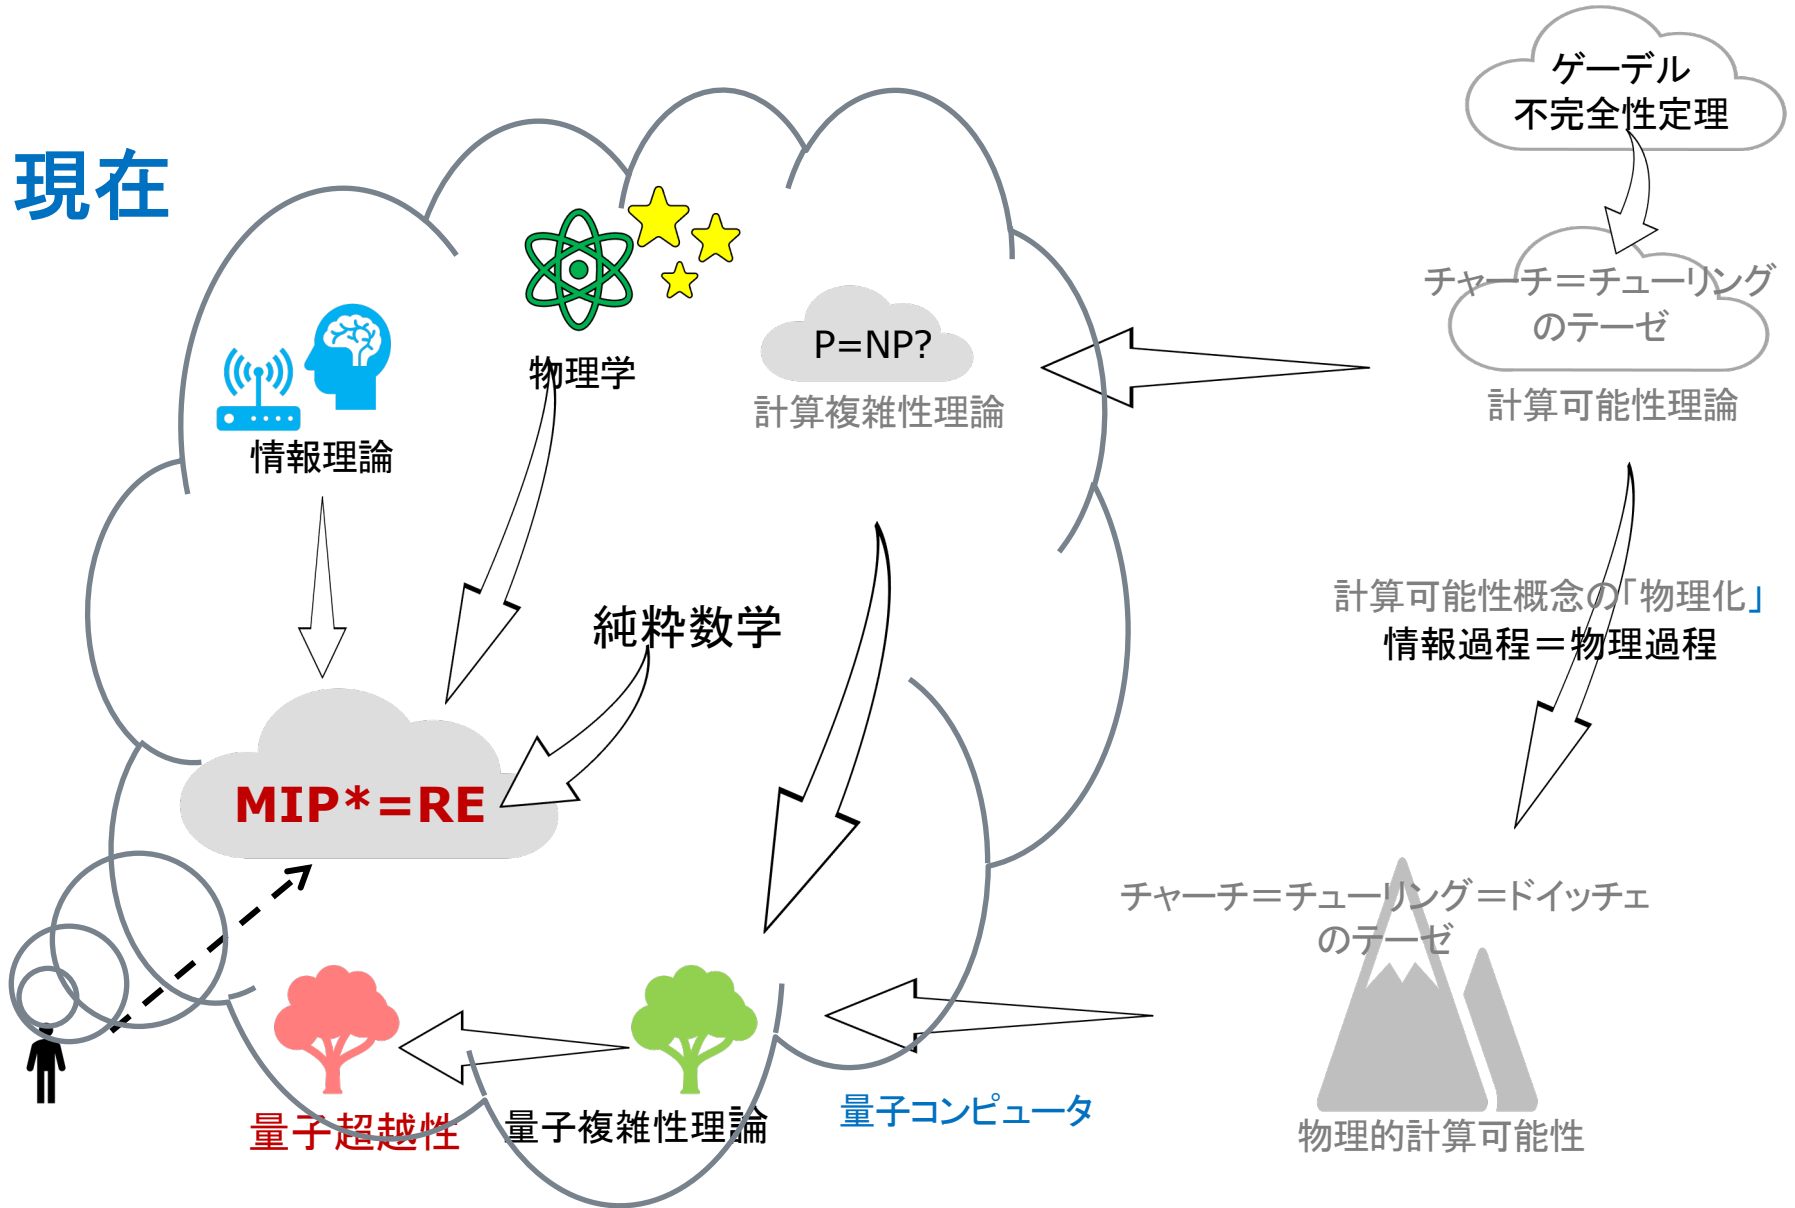 現在
ゲーデル
不完全性定理
チャーチ＝チューリング
のテーゼ
計算可能性理論
P=NP?
計算複雑性理論
物理学
情報理論
純粋数学
計算可能性概念の「物理化」
情報過程＝物理過程
MIP*=RE
チャーチ＝チューリング＝ドイッチェ
のテーゼ
物理的計算可能性
量子コンピュータ
量子複雑性理論
量子超越性